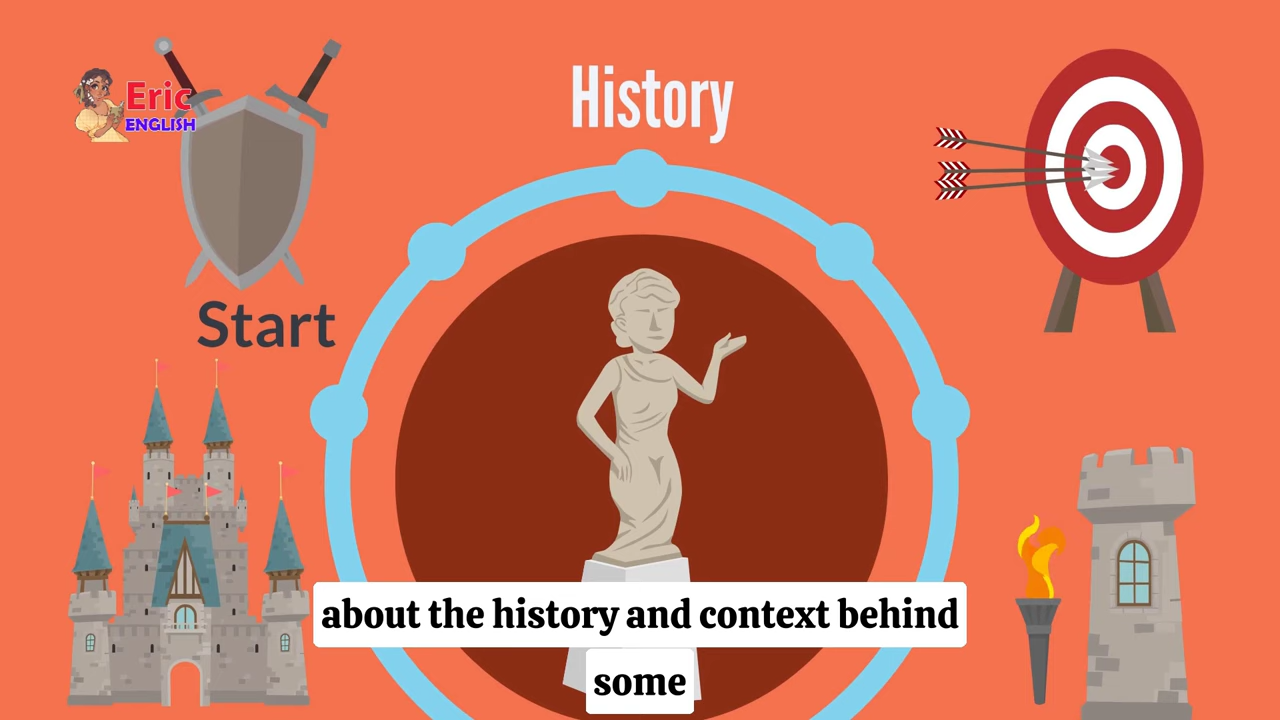 History
Eric
ENGLISH
Start
about the history and context behind
some